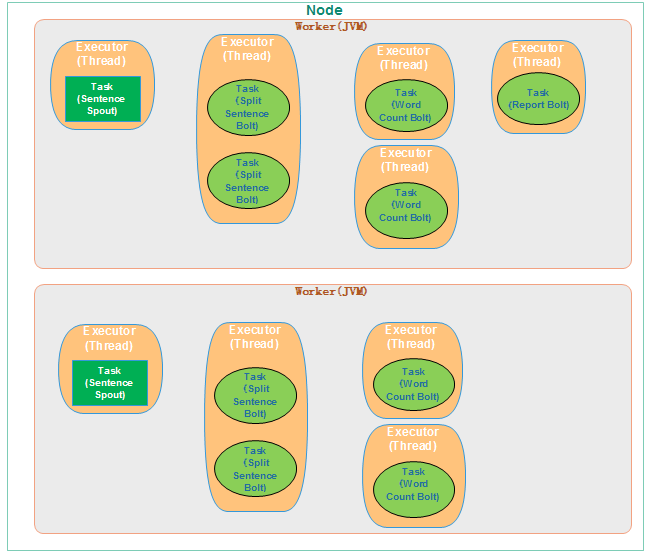 Node
Worker(JVM)
Executor
(Thread)
Task
(Sentence
Spout)
Executor
(Thread)
Task
(Split
Sentence
Bolt)
Task
(Split
Sentence
Bolt)
Executor
(Thread)
Task
(Word
Count Bolt)
Executor
(Thread)
Task
(Word
Count Bolt)
Executor
(Thread)
Task
(Report Bolt)
Worker(JVM)
Executor
(Thread)
Task
(Sentence
Spout)
Executor
(Thread)
Task
(Split
Sentence
Bolt)
Task
(Split
Sentence
Bolt)
Executor
(Thread)
Task
(Word
Count Bolt)
Executor
(Thread)
Task
(Word
Count Bolt)